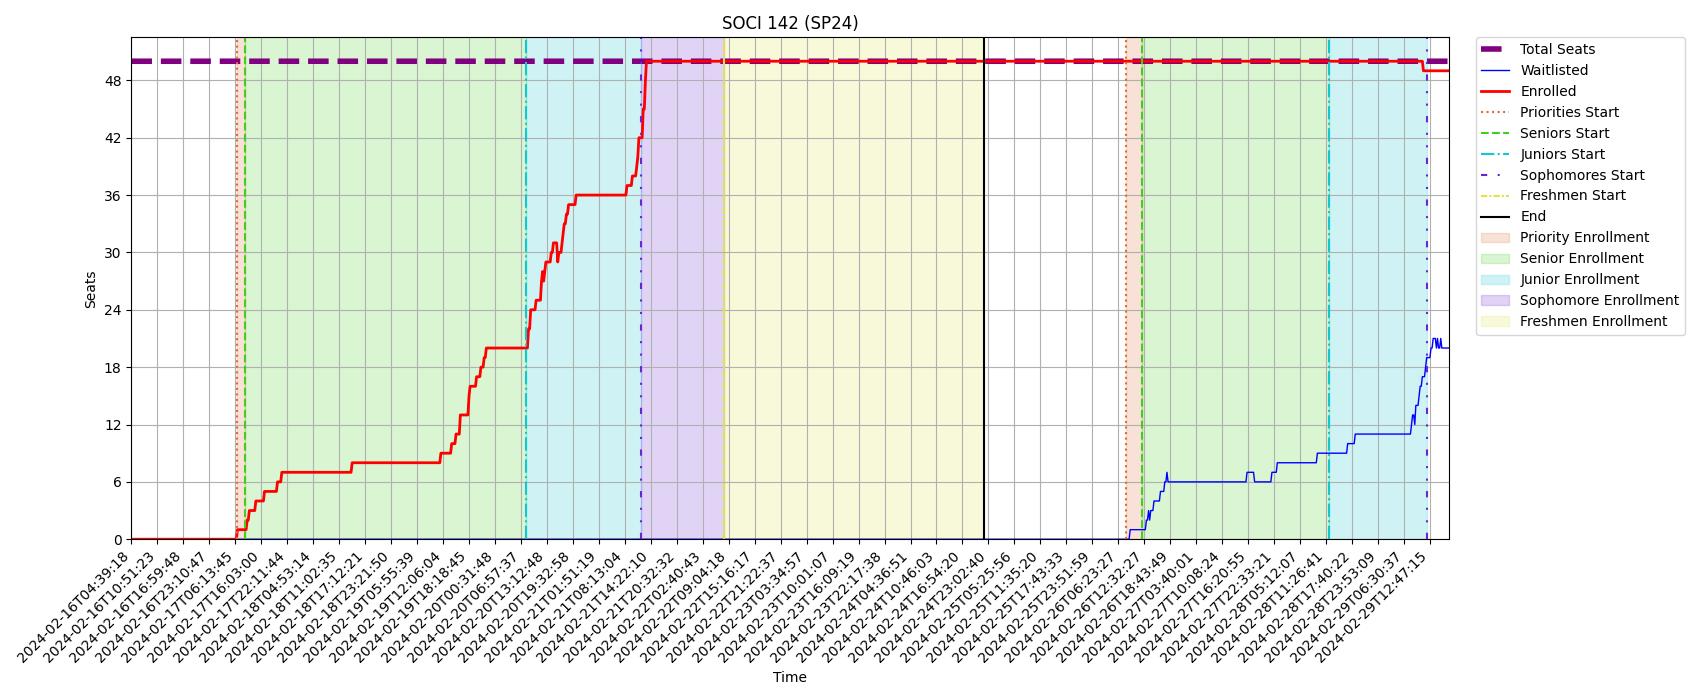 SOCI 142 (SP24)
Seats
48
42
36
30
24
18
12
6
0
2024-02-16T04:39:18
2024-02-16T10:51:23
2024-02-16T16:59:48
2024-02-16T23:10:47
2024-02-17T06:13:45
2024-02-17T16:03:00
2024-02-17T22:11:44
2024-02-18T04:53:14
2024-02-18T11:02:35
2024-02-18T17:12:21
2024-02-18T23:21:50
2024-02-19T05:55:39
2024-02-19T12:06:04
2024-02-19T18:18:45
2024-02-20T00:31:48
2024-02-20T06:57:37
2024-02-20T13:12:48
2024-02-20T19:32:58
2024-02-21T01:51:19
2024-02-21T08:13:04
2024-02-21T14:22:10
2024-02-21T20:32:32
2024-02-22T02:40:43
2024-02-22T09:04:18
2024-02-22T15:16:17
2024-02-22T21:22:37
2024-02-23T03:34:57
2024-02-23T10:01:07
2024-02-23T16:09:19
2024-02-23T22:17:38
2024-02-24T04:36:51
2024-02-24T10:46:03
2024-02-24T16:54:20
2024-02-24T23:02:40
2024-02-25T05:25:56
2024-02-25T11:35:20
2024-02-25T17:43:33
2024-02-25T23:51:59
2024-02-26T06:23:27
2024-02-26T12:32:27
2024-02-26T18:43:49
2024-02-27T03:40:01
2024-02-27T10:08:24
2024-02-27T16:20:55
2024-02-27T22:33:21
2024-02-28T05:12:07
2024-02-28T11:26:41
2024-02-28T17:40:22
2024-02-28T23:53:09
2024-02-29T06:30:37
2024-02-29T12:47:15
Time
Total Seats
Waitlisted
Enrolled
Priorities Start
Seniors Start
Juniors Start
Sophomores Start
Freshmen Start
End
Priority Enrollment
Senior Enrollment
Junior Enrollment
Sophomore Enrollment
Freshmen Enrollment